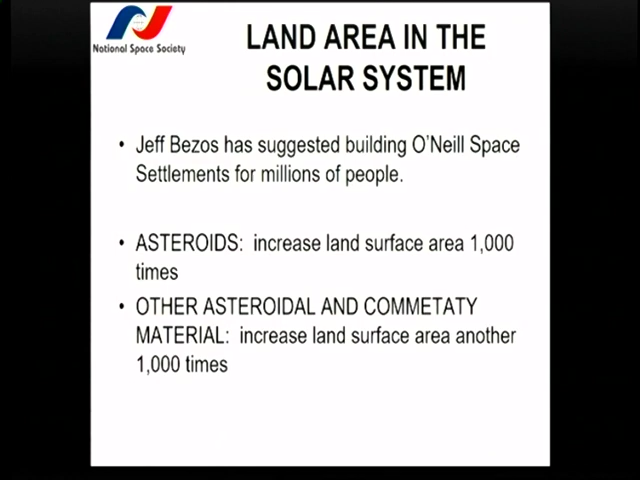 National Space Society
LAND AREA IN THE
SOLAR SYSTEM
• Jeff Bezos has suggested building O'Neill Space
Settlements for millions of people.
• ASTEROIDS: increase land surface area 1,000
times
• OTHER ASTEROIDAL AND COMMETATY
MATERIAL: increase land surface area another
1,000 times